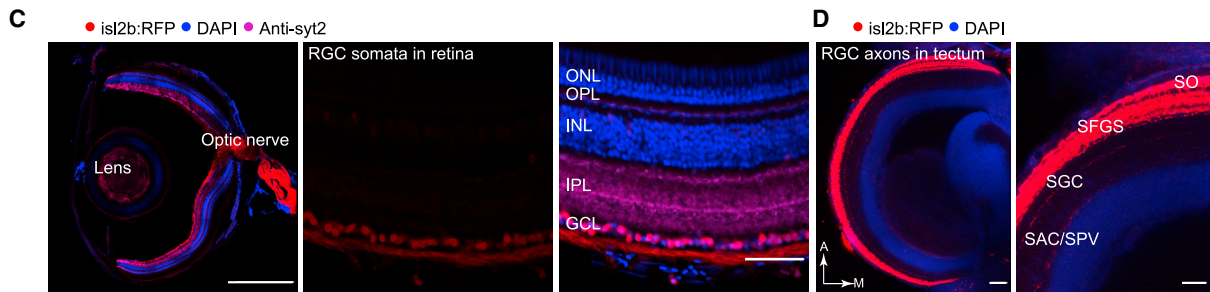 C
isl2b:RFP DAPI Anti-syt2
Lens
Optic nerve
RGC somata in retina
ONL
OPL
INL
IPL
GCL
D
isl2b:RFP DAPI
RGC axons in tectum
A
M
SO
SFGS
SGC
SAC/SPV